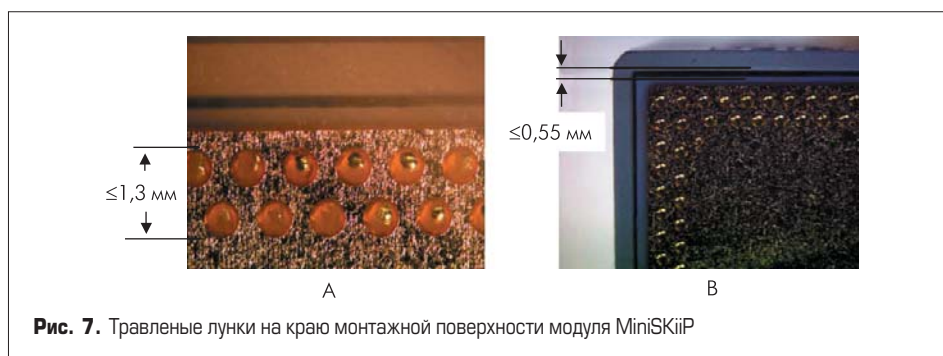 ≤1,3 мм
≤0,55 мм
А
В
Рис. 7. Травленые лунки на краю монтажной поверхности модуля MiniSKiiP